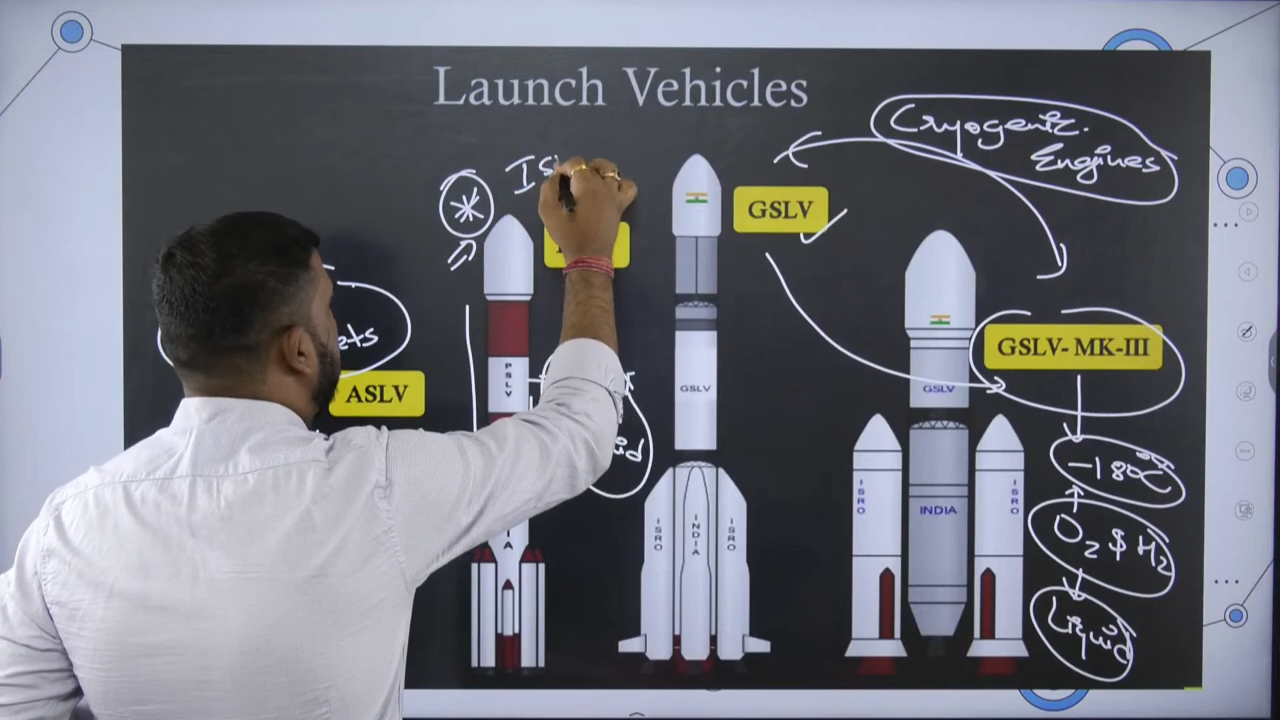 Launch Vehicles
Cryogenic
Engines
GSLV
GSLV- MK-III
ASLV
PSLV
GSLV
GSLV
-180°C
ISRO
ISRO
INDIA
O2 & H2
ISRO
INDIA
ISRO
Liquid